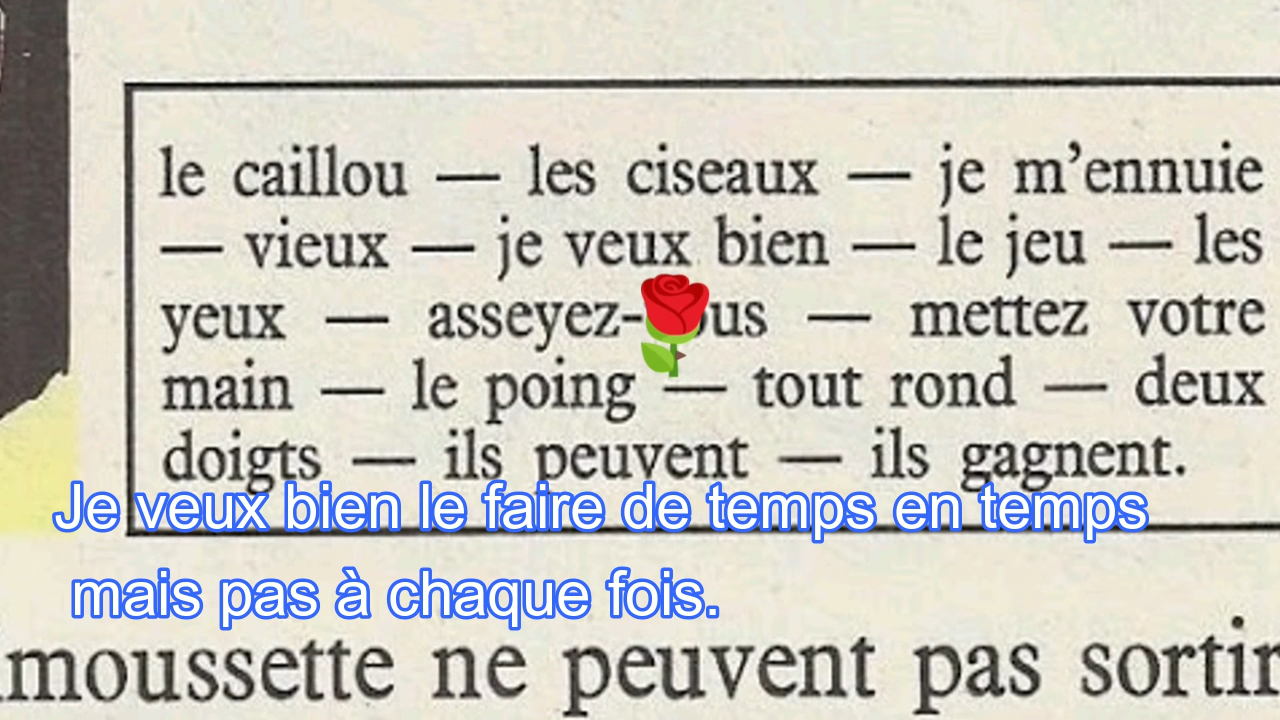 le caillou — les ciseaux — je m'ennuie
— vieux — je veux bien — le jeu — les
yeux — asseyez- us — mettez votre
main — le poing — tout rond — deux
doigts — ils peuvent — ils gagnent.
Je veux bien le faire de temps en temps
mais pas à chaque fois.
moussette ne peuvent pas sortir